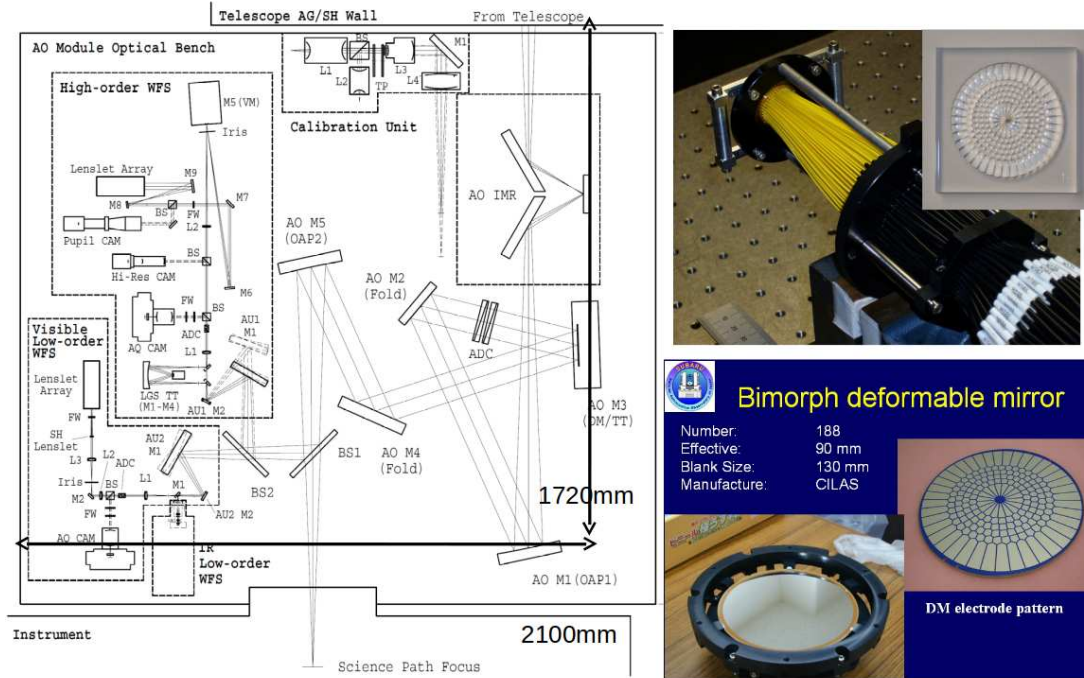 Telescope AG/SH Wall
From Telescope
AO Module Optical Bench
BS
M1
L1
L2
TP
L3
L4
Calibration Unit
High-order WFS
M5(VM)
Iris
Lenslet Array
M9
M8
BS
FW
M7
L2
Pupil CAM
BS
Hi-Res CAM
M6
FW
BS
AQ CAM
ADC
AU1
M1
L1
LGS TT
(M1-M4)
AU1 M2
AO IMR
AO M5
(OAP2)
AO M2
(Fold)
ADC
AO M3
(DM/TT)
AO M4
(Fold)
BS1
BS2
Visible
Low-order
WFS
Lenslet
Array
FW
SH
Lenslet
L3
L2
ADC
Iris
BS
L1
M1
M2
FW
AU2
M1
AU2 M2
AO CAM
IR
Low-order
WFS
1720mm
AO M1(OAP1)
2100mm
Instrument
Science Path Focus
SUBARU
Bimorph deformable mirror
Number: 188
Effective: 90 mm
Blank Size: 130 mm
Manufacture: CILAS
DM electrode pattern